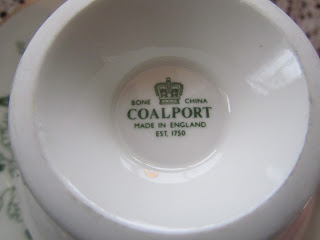 BONE CHINA
COALPORT
MADE IN ENGLAND
EST. 1750